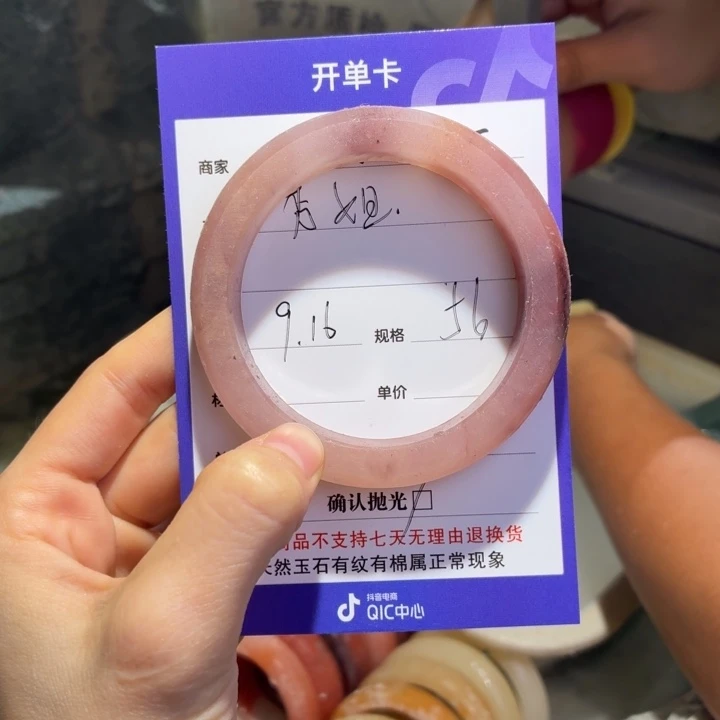 官方质检
开单卡
商家
芳姐.
9.16 规格 56
单价
确认抛光□
商品不支持七天无理由退换货
天然玉石有纹有棉属正常现象
抖音电商
QIC中心